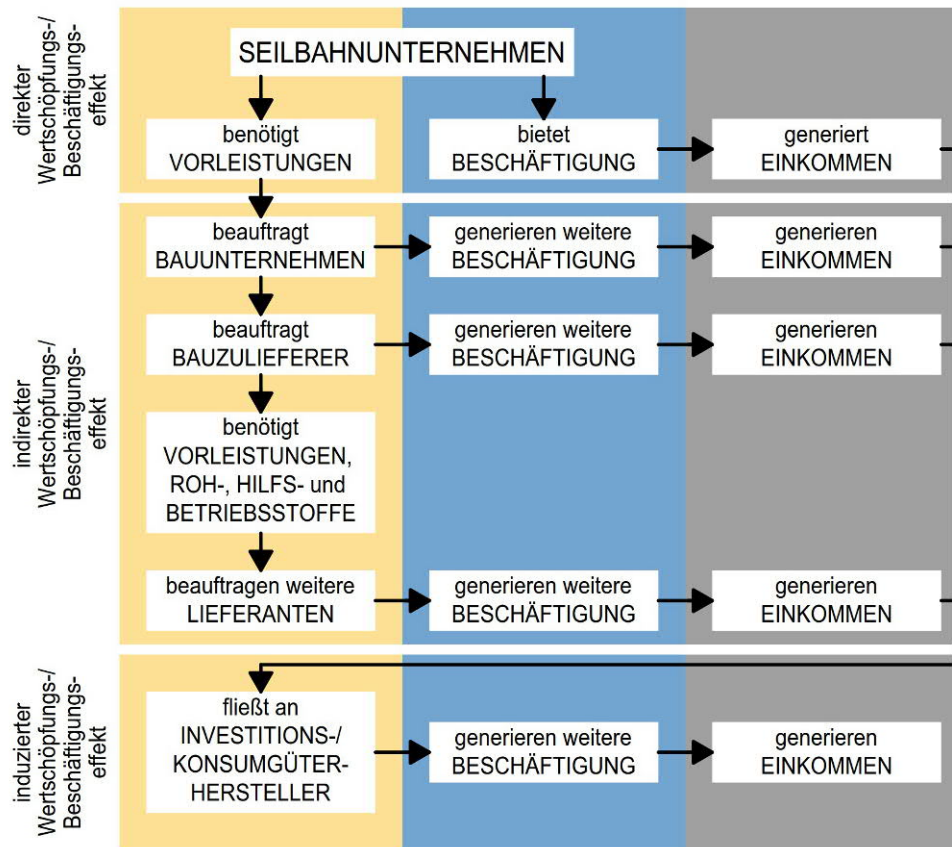 direkter
Wertschöpfungs-/
Beschäftigungs-
effekt
SEILBAHNUNTERNEHMEN
benötigt
VORLEISTUNGEN
bietet
BESCHÄFTIGUNG
generiert
EINKOMMEN
indirekter
Wertschöpfungs-/
Beschäftigungs-
effekt
beauftragt
BAUUNTERNEHMEN
generieren weitere
BESCHÄFTIGUNG
generieren
EINKOMMEN
beauftragt
BAUZULIEFERER
generieren weitere
BESCHÄFTIGUNG
generieren
EINKOMMEN
benötigt
VORLEISTUNGEN,
ROH-, HILFS- und
BETRIEBSSTOFFE
beauftragen weitere
LIEFERANTEN
generieren weitere
BESCHÄFTIGUNG
generieren
EINKOMMEN
induzierter
Wertschöpfungs-/
Beschäftigungs-
effekt
fließt an
INVESTITIONS-/
KONSUMGÜTER-
HERSTELLER
generieren weitere
BESCHÄFTIGUNG
generieren
EINKOMMEN